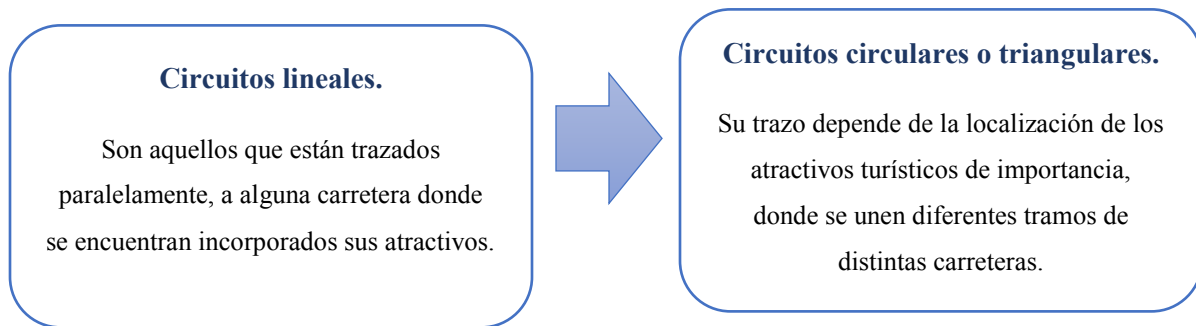 Circuitos lineales.
Son aquellos que están trazados
paralelamente, a alguna carretera donde
se encuentran incorporados sus atractivos.
Circuitos circulares o triangulares.
Su trazo depende de la localización de los
atractivos turísticos de importancia,
donde se unen diferentes tramos de
distintas carreteras.